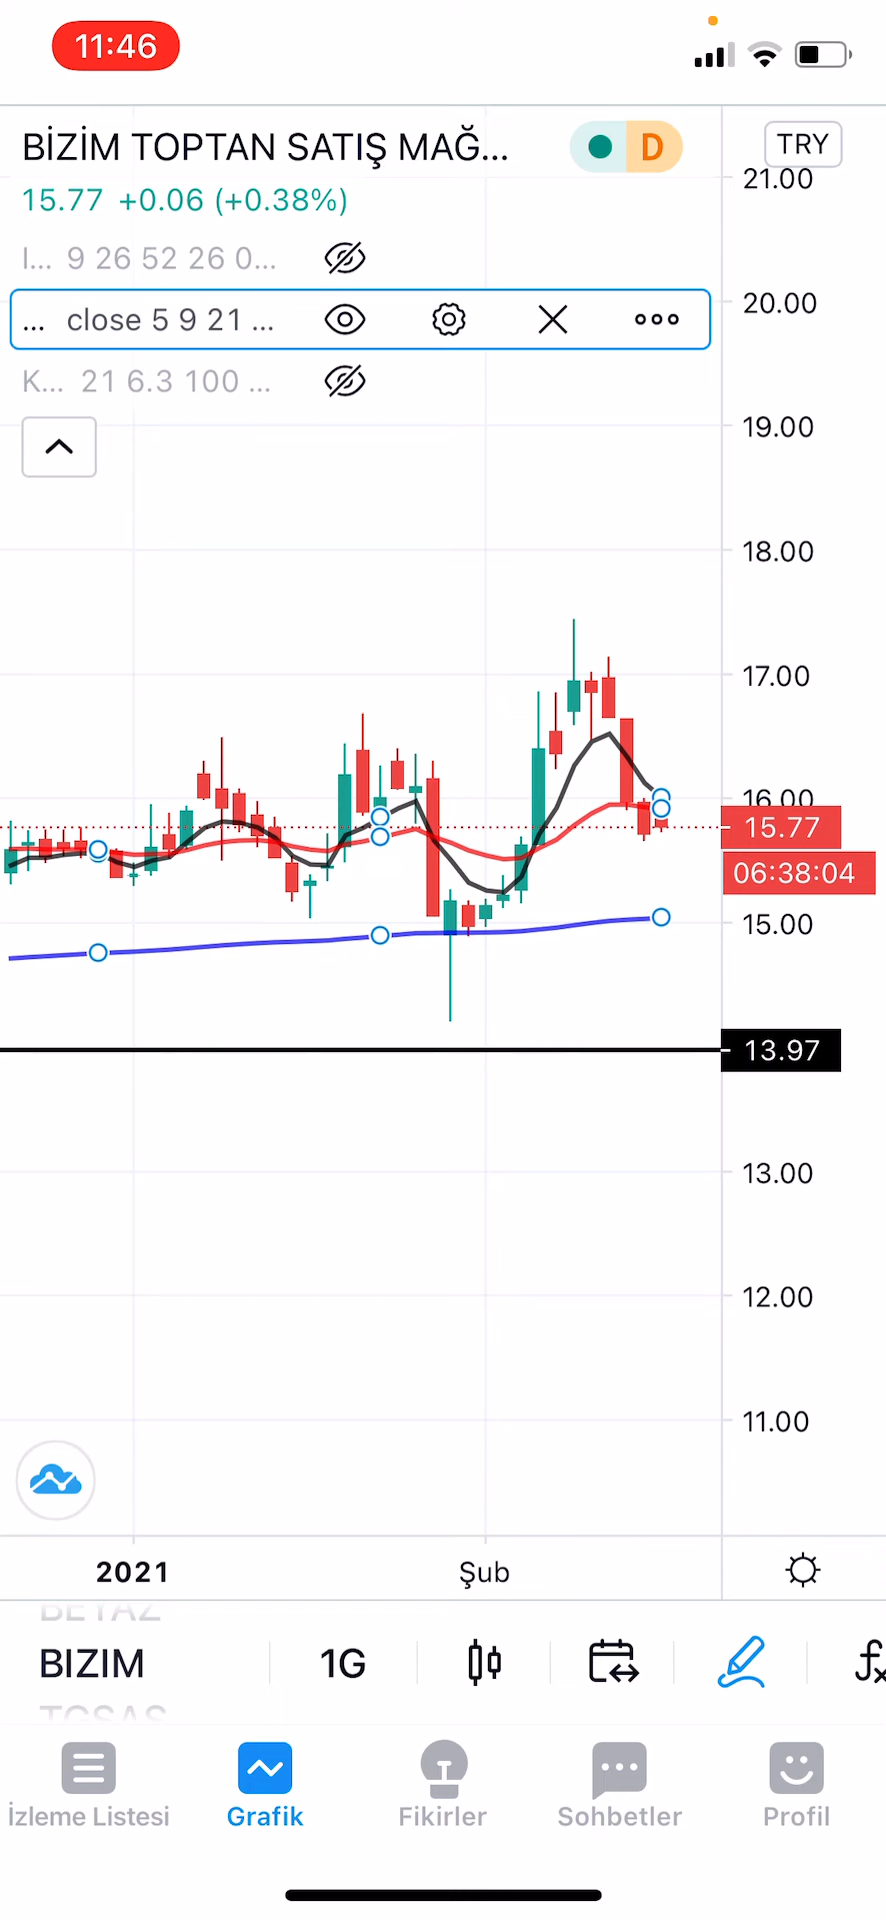 11:46
BİZİM TOPTAN SATIŞ MAĞ...
D
TRY
15.77 +0.06 (+0.38%)
I... 9 26 52 26 0...
... close 5 9 21 ...
K... 21 6.3 100 ...
21.00
20.00
19.00
18.00
17.00
16.00
15.77
06:38:04
15.00
13.97
13.00
12.00
11.00
2021
Şub
BEYAZ
BIZIM
1G
TGSAS
İzleme Listesi
Grafik
Fikirler
Sohbetler
Profil